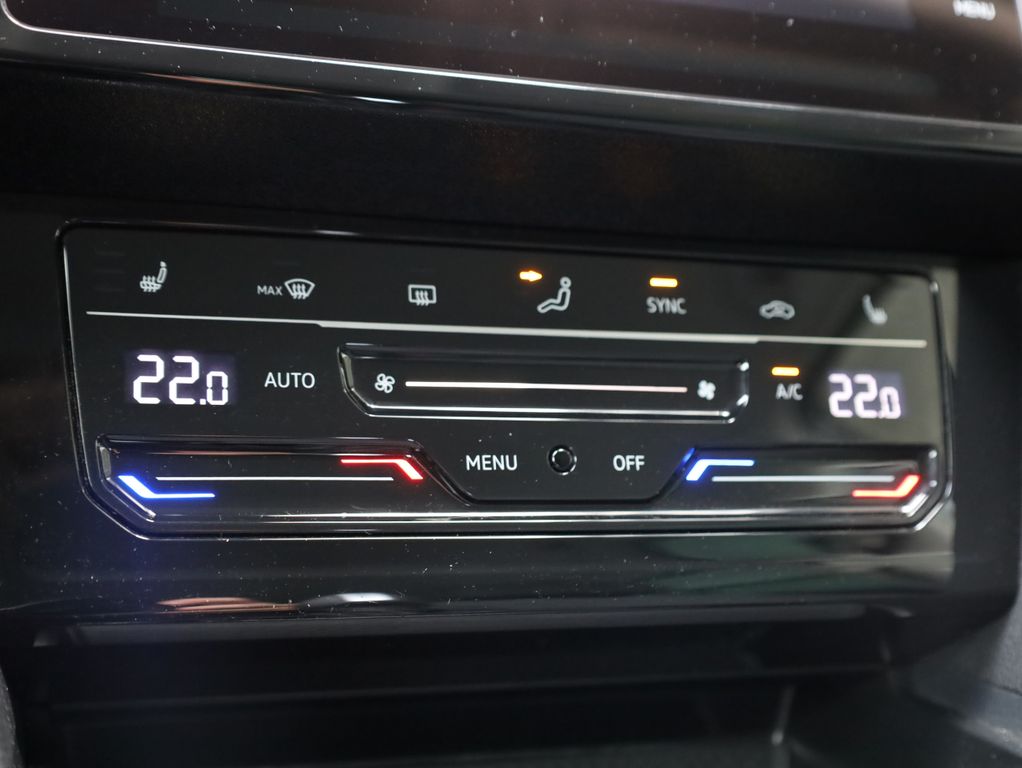 MENU
MAX
SYNC
22.0
AUTO
A/C
22.0
MENU
OFF